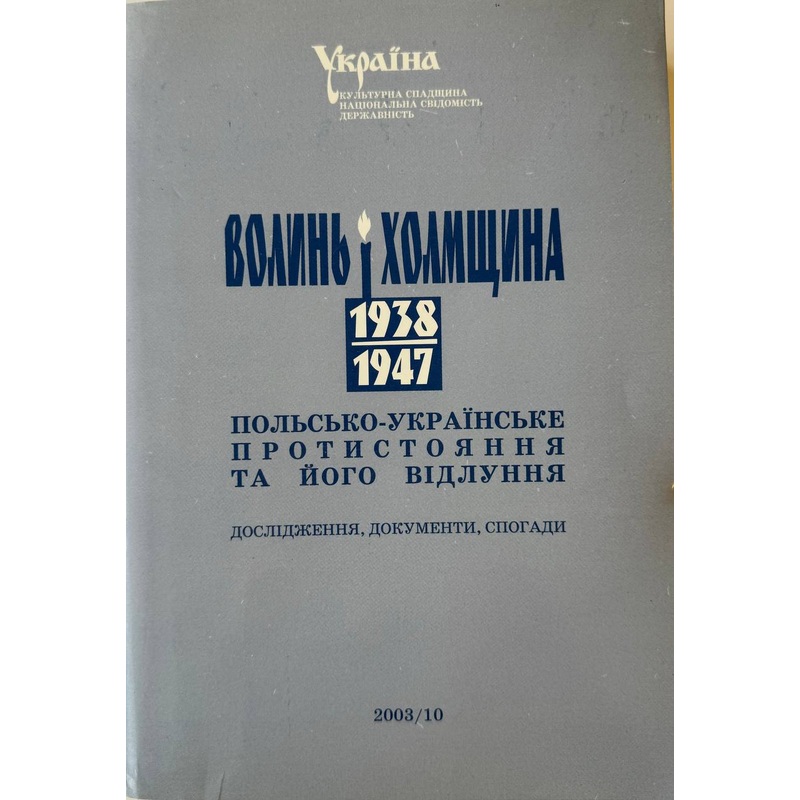 Україна
КУЛЬТУРНА СПАДЩИНА
НАЦІОНАЛЬНА СВІДОМІСТЬ
ДЕРЖАВНІСТЬ
ВОЛИНЬ і ХОЛМЩИНА
1938
1947
ПОЛЬСЬКО-УКРАЇНСЬКЕ
ПРОТИСТОЯННЯ
ТА ЙОГО ВІДЛУННЯ
ДОСЛІДЖЕННЯ, ДОКУМЕНТИ, СПОГАДИ
2003/10